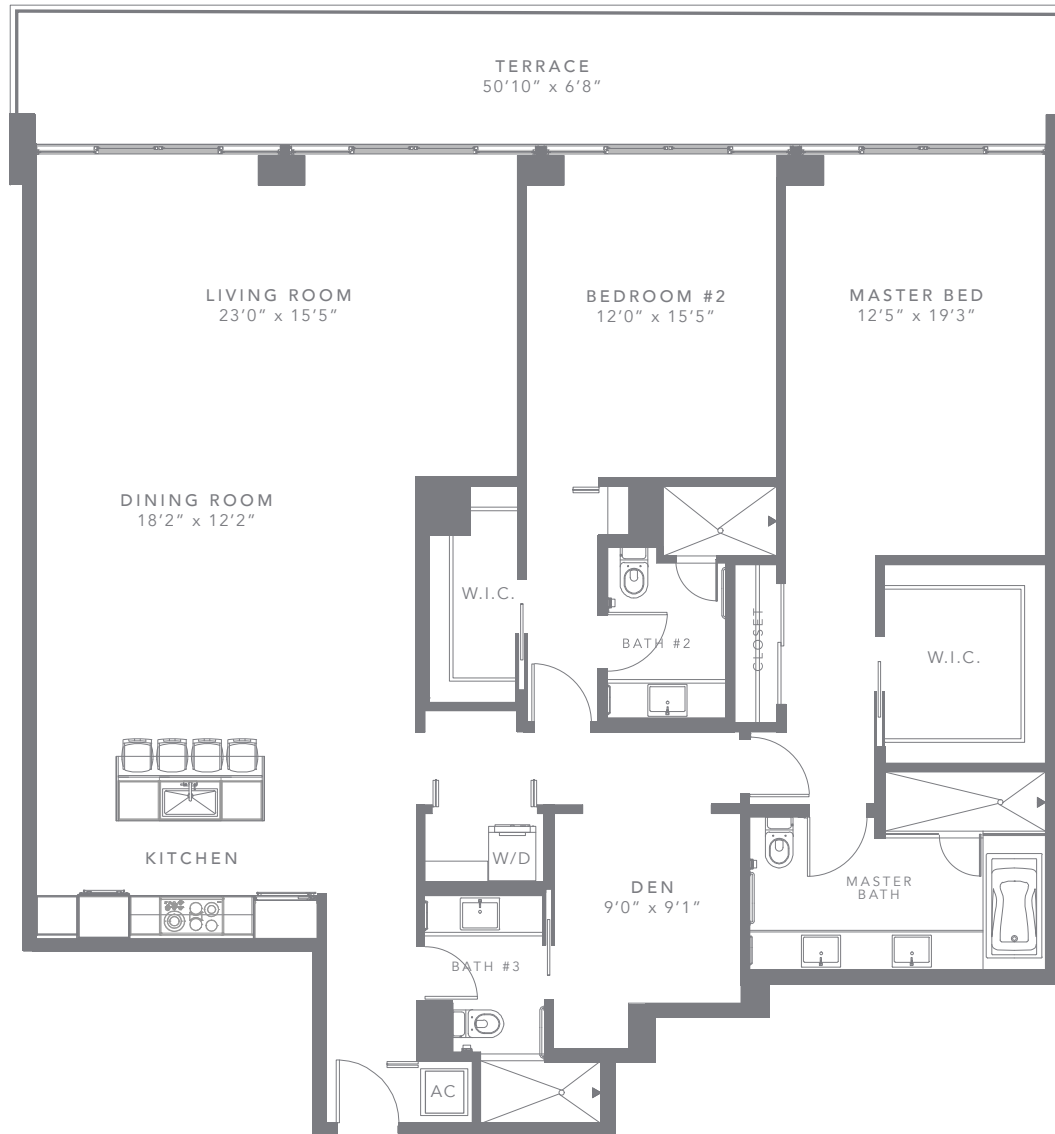 TERRACE
50'10" x 6'8"
LIVING ROOM
23'0" x 15'5"
BEDROOM #2
12'0" x 15'5"
MASTER BED
12'5" x 19'3"
DINING ROOM
18'2" x 12'2"
W.I.C.
BATH #2
CLOSET
W.I.C.
KITCHEN
W/D
DEN
9'0" x 9'1"
MASTER
BATH
BATH #3
AC